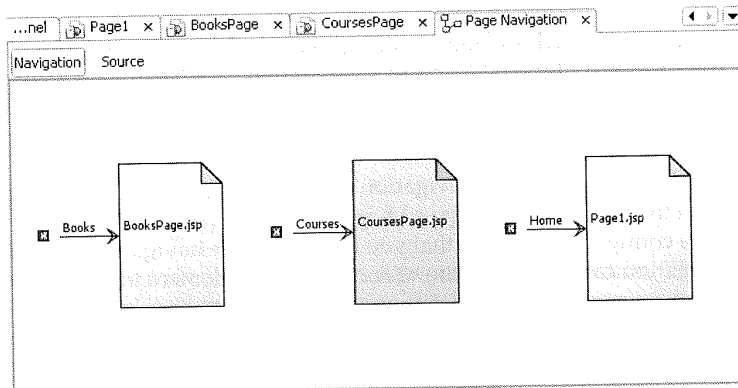 ...nel Page1 x BooksPage x CoursesPage x Page Navigation x
Navigation Source
Books BooksPage.jsp Courses CoursesPage.jsp Home Page1.jsp